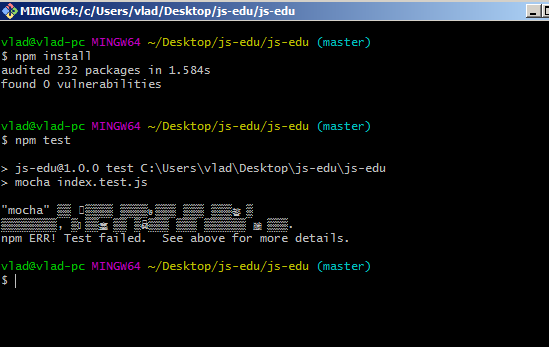 MINGW64:/c/Users/vlad/Desktop/js-edu/js-edu
vlad@vlad-pc MINGW64 ~/Desktop/js-edu/js-edu (master)
$ npm install
audited 232 packages in 1.584s
found 0 vulnerabilities
vlad@vlad-pc MINGW64 ~/Desktop/js-edu/js-edu (master)
$ npm test
> js-edu@1.0.0 test C:\Users\vlad\Desktop\js-edu\js-edu
> mocha index.test.js
"mocha"
npm ERR! Test failed.  See above for more details.
vlad@vlad-pc MINGW64 ~/Desktop/js-edu/js-edu (master)
$